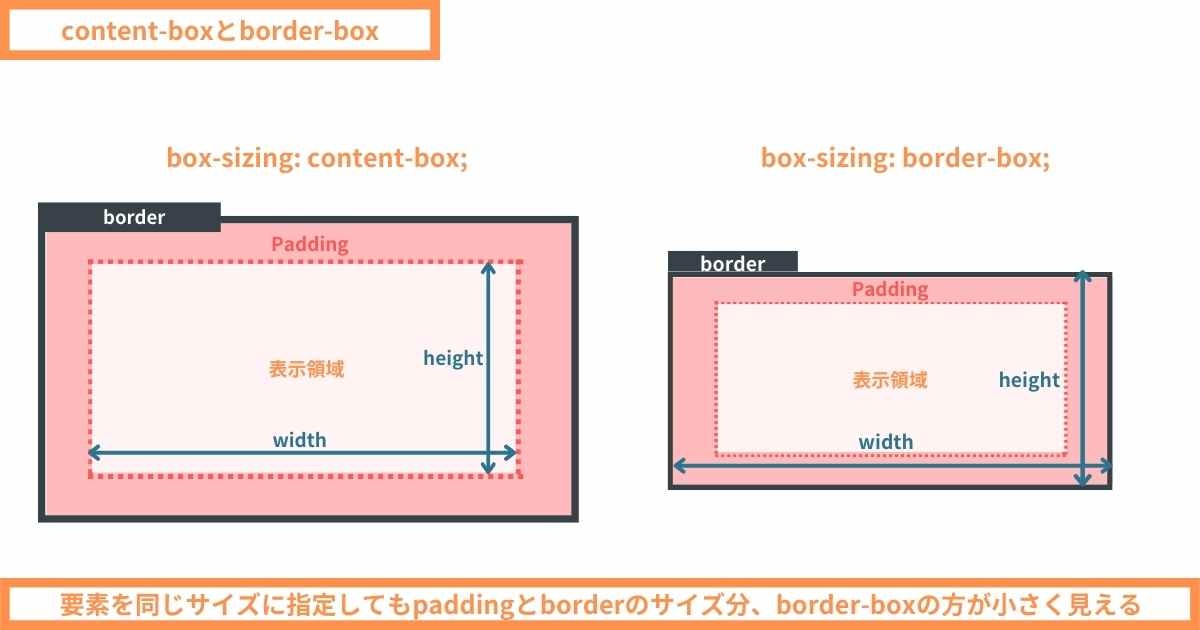 content-boxとborder-box
box-sizing: content-box;
border
Padding
表示領域
height
width
box-sizing: border-box;
border
Padding
表示領域
height
width
要素を同じサイズに指定してもpaddingとborderのサイズ分、border-boxの方が小さく見える